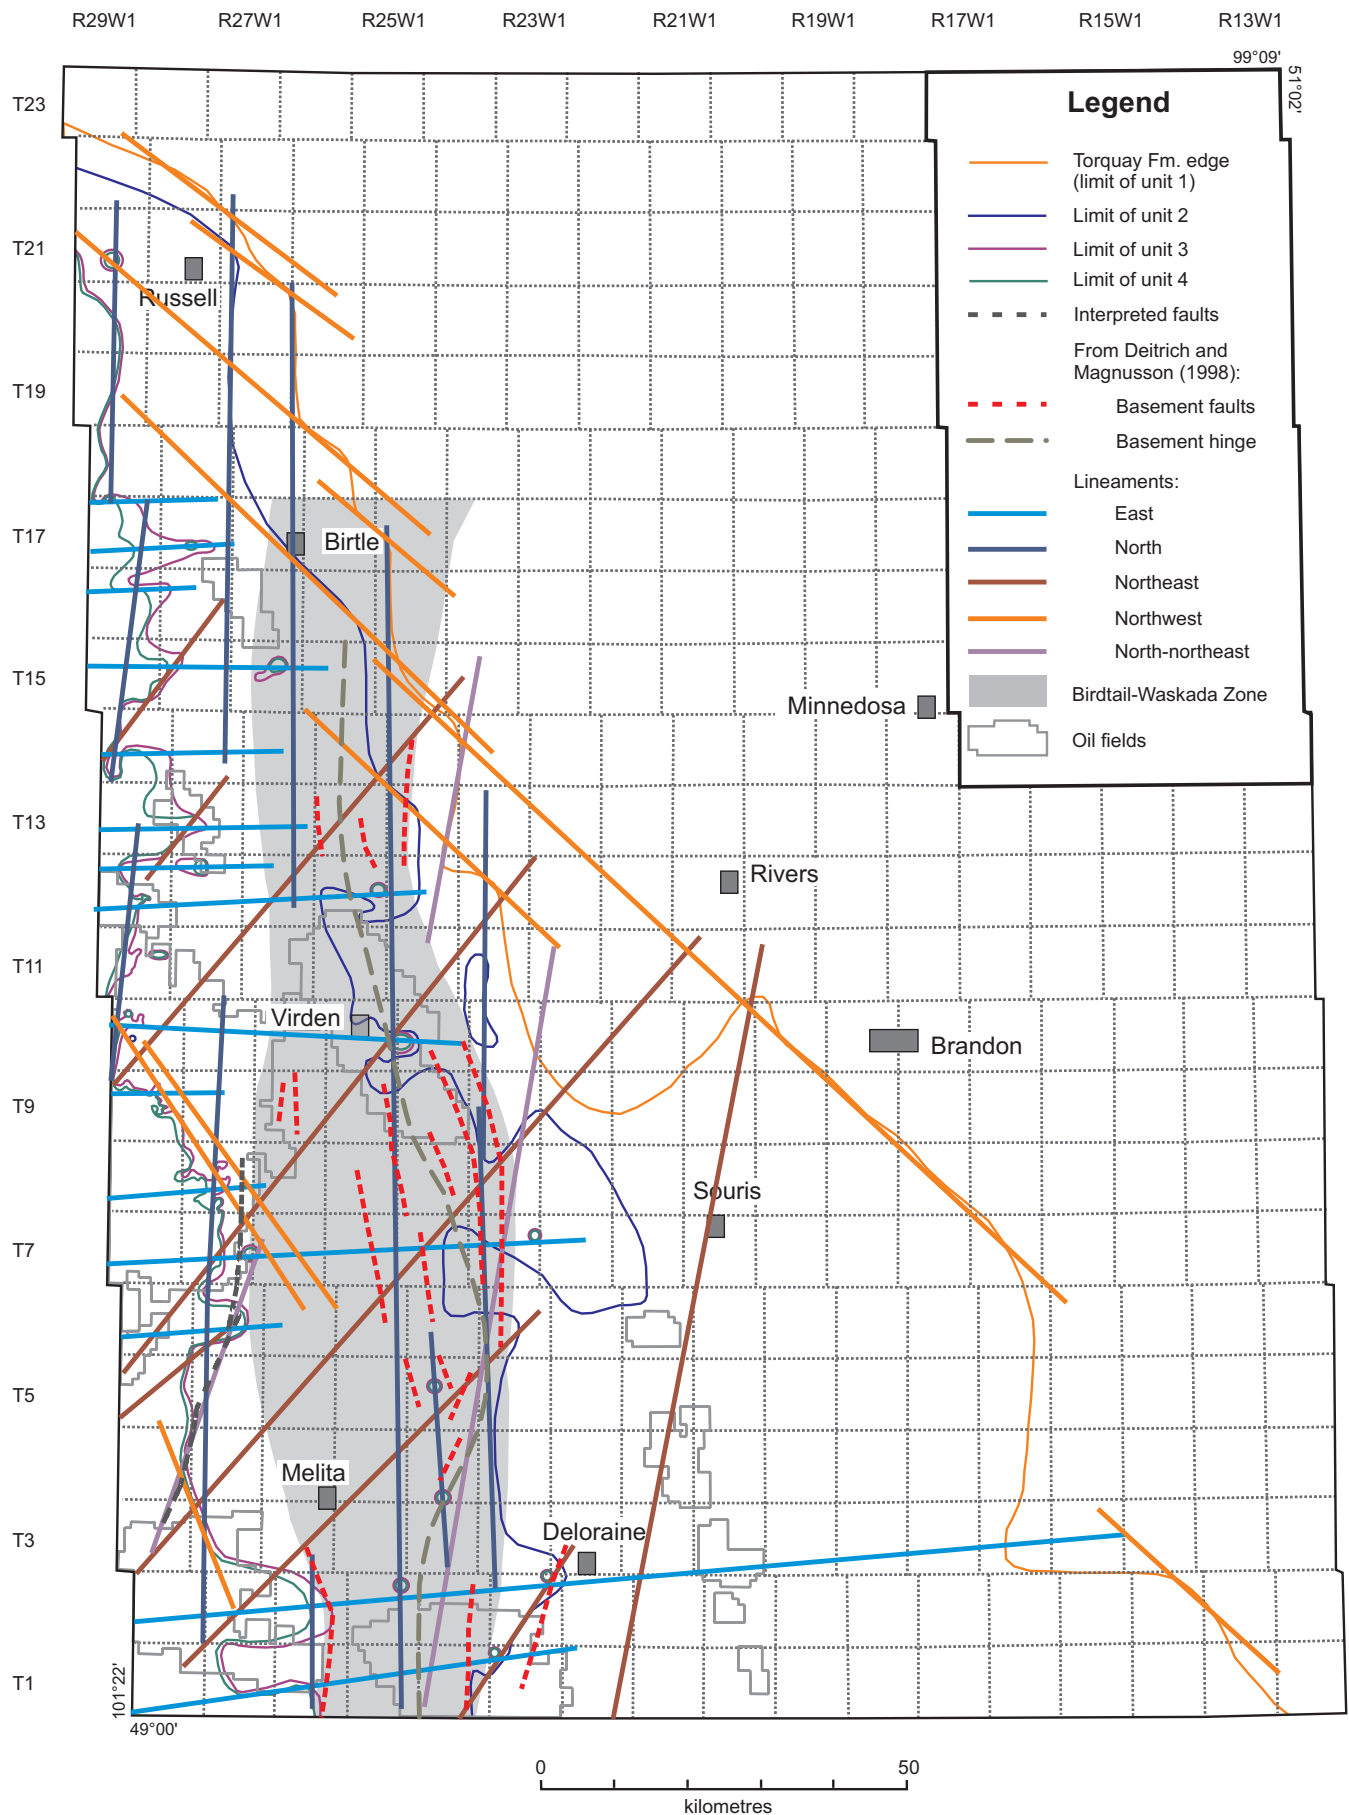 R29W1 R27W1 R25W1 R23W1 R21W1 R19W1 R17W1 R15W1 R13W1
99°09'
51°02'
T23
T21
T19
T17
T15
T13
T11
T9
T7
T5
T3
T1
Legend
Torquay Fm. edge
(limit of unit 1)
Limit of unit 2
Limit of unit 3
Limit of unit 4
Interpreted faults
From Deitrich and
Magnusson (1998):
Basement faults
Basement hinge
Lineaments:
East
North
Northeast
Northwest
North-northeast
Birdtail-Waskada Zone
Oil fields
Russell
Birtle
Minnedosa
Rivers
Virden
Brandon
Souris
Melita
Deloraine
101°22'
49°00'
0 50
kilometres